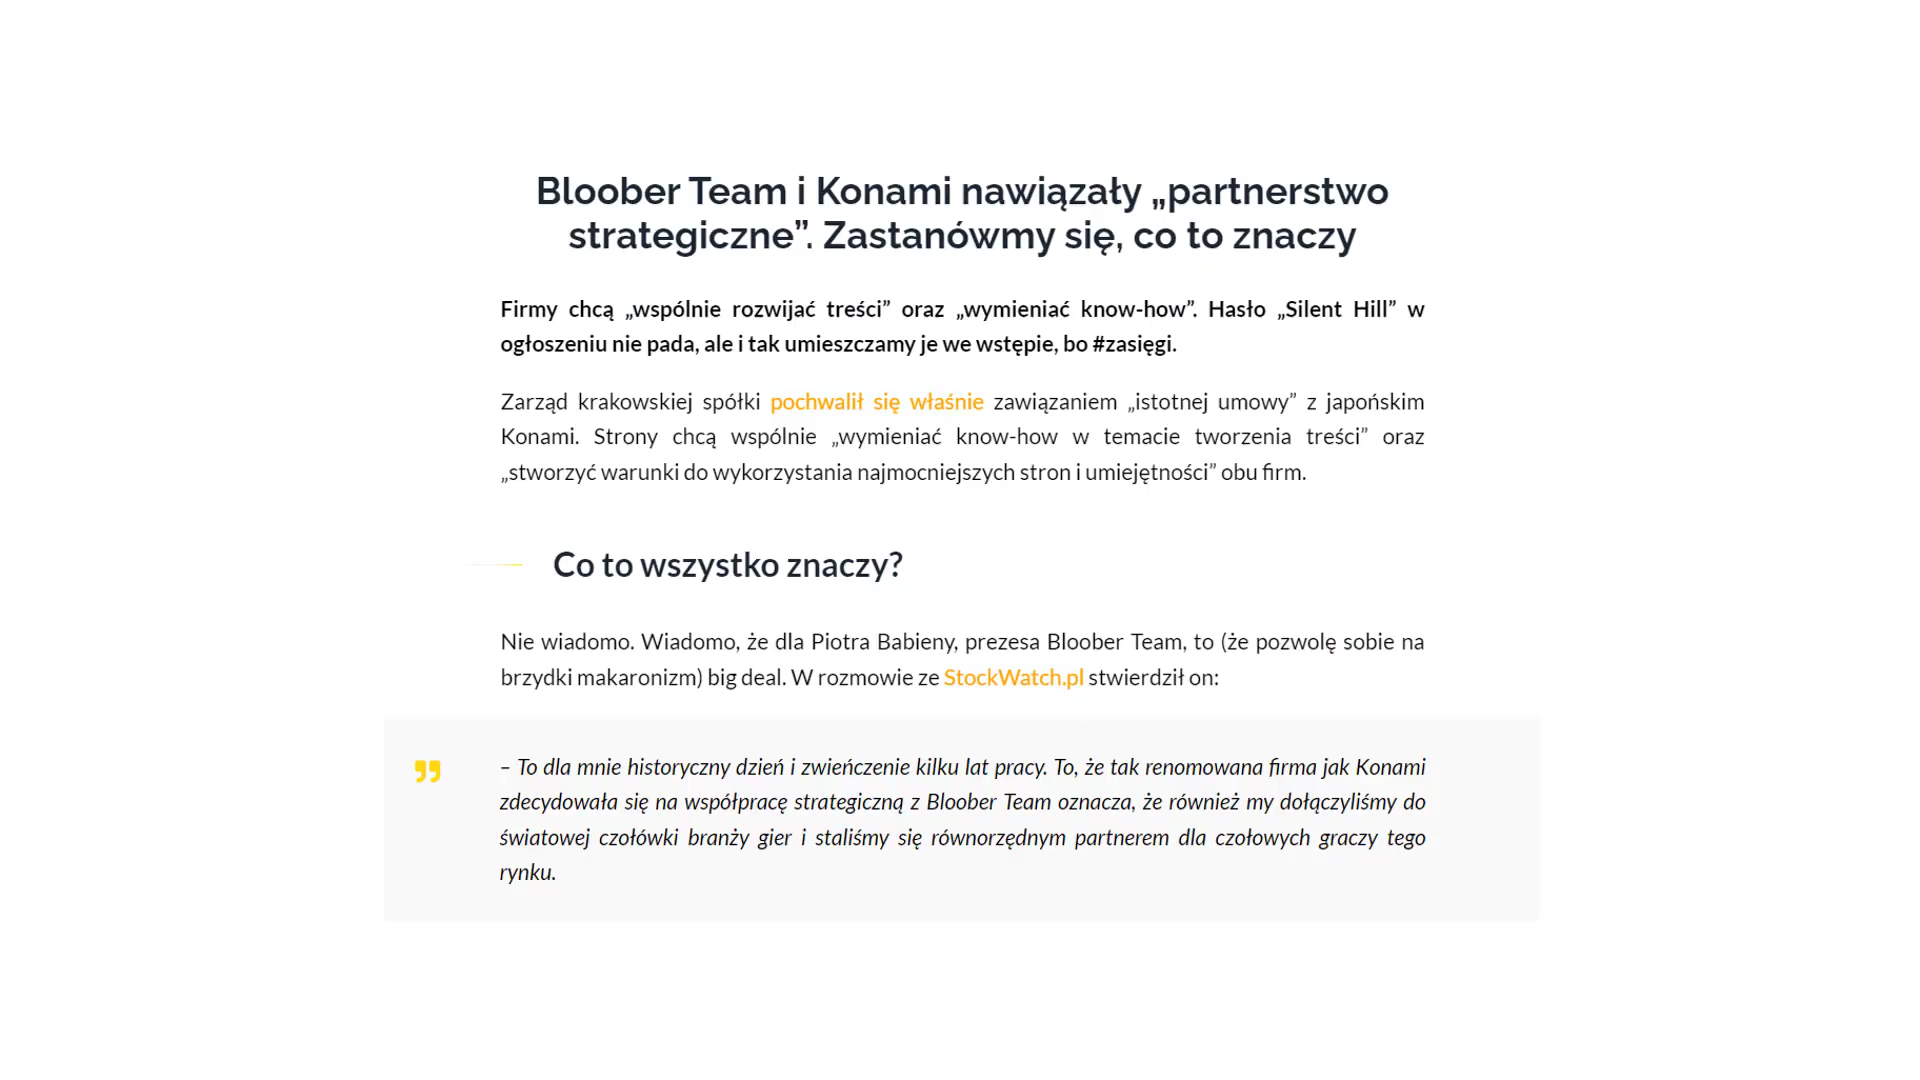 Bloober Team i Konami nawiązały „partnerstwo
strategiczne”. Zastanówmy się, co to znaczy
Firmy chcą „wspólnie rozwijać treści” oraz „wymieniać know-how”. Hasło „Silent Hill” w
ogłoszeniu nie pada, ale i tak umieszczamy je we wstępie, bo #zasięgi.
Zarząd krakowskiej spółki pochwalił się właśnie zawiązaniem „istotnej umowy” z japońskim
Konami. Strony chcą wspólnie „wymieniać know-how w temacie tworzenia treści” oraz
„stworzyć warunki do wykorzystania najmocniejszych stron i umiejętności” obu firm.
Co to wszystko znaczy?
Nie wiadomo. Wiadomo, że dla Piotra Babieny, prezesa Bloober Team, to (że pozwolę sobie na
brzydki makaronizm) big deal. W rozmowie ze StockWatch.pl stwierdził on:
– To dla mnie historyczny dzień i zwieńczenie kilku lat pracy. To, że tak renomowana firma jak Konami
zdecydowała się na współpracę strategiczną z Bloober Team oznacza, że również my dołączyliśmy do
światowej czołówki branży gier i staliśmy się równorzędnym partnerem dla czołowych graczy tego
rynku.